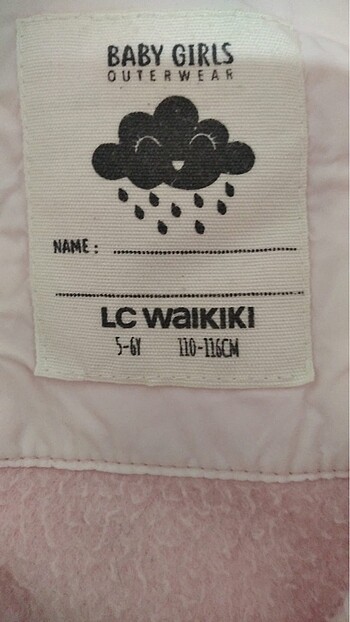 BABY GIRLS
OUTERWEAR
NAME :
LC WAIKIKI
5-6Y 110-116CM